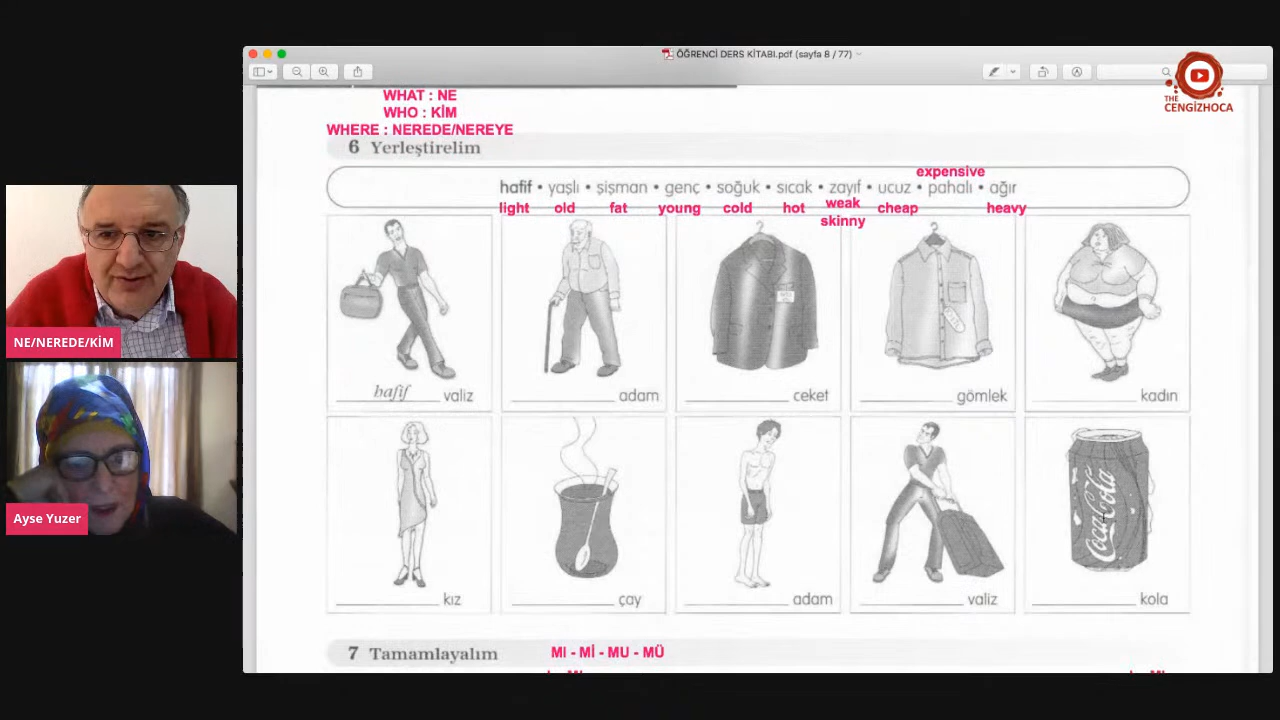 ÖĞRENCİ DERS KİTABI.pdf (sayfa 8 / 77)
THE
CENGİZHOCA
WHAT : NE
WHO : KİM
WHERE : NEREDE/NEREYE
6 Yerleştirelim
expensive
hafif • yaşlı • şişman • genç • soğuk • sıcak • zayıf • ucuz • pahalı • ağır
light old fat young cold hot weak cheap heavy
skinny
hafif valiz
adam
ceket
gömlek
kadın
kız
çay
adam
valiz
Coca Cola
kola
7 Tamamlayalım
MI - Mİ - MU - MÜ
NE/NEREDE/KİM
Ayse Yuzer